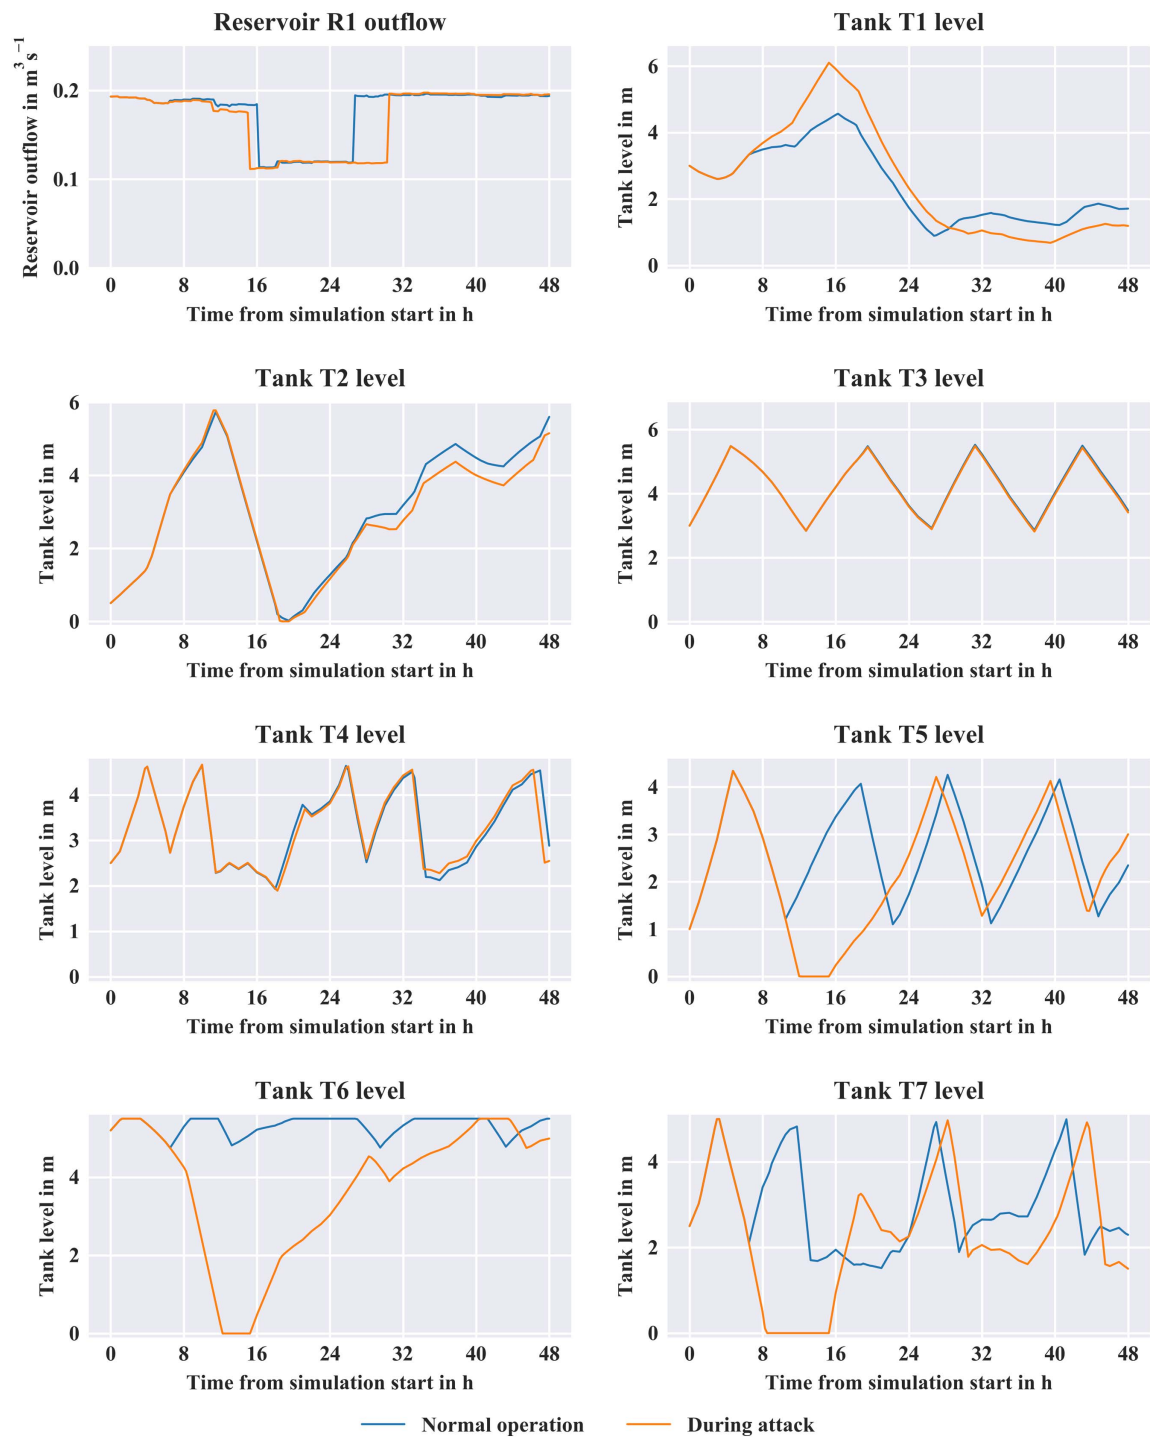 Reservoir R1 outflow
Reservoir outflow in m³ s⁻¹
0.2
0.1
0.0
0 8 16 24 32 40 48
Time from simulation start in h
Tank T1 level
Tank level in m
6
4
2
0
0 8 16 24 32 40 48
Time from simulation start in h
Tank T2 level
Tank level in m
6
4
2
0
0 8 16 24 32 40 48
Time from simulation start in h
Tank T3 level
Tank level in m
6
4
2
0
0 8 16 24 32 40 48
Time from simulation start in h
Tank T4 level
Tank level in m
4
3
2
1
0
0 8 16 24 32 40 48
Time from simulation start in h
Tank T5 level
Tank level in m
4
3
2
1
0
0 8 16 24 32 40 48
Time from simulation start in h
Tank T6 level
Tank level in m
4
2
0
0 8 16 24 32 40 48
Time from simulation start in h
Tank T7 level
Tank level in m
4
2
0
0 8 16 24 32 40 48
Time from simulation start in h
Normal operation
During attack